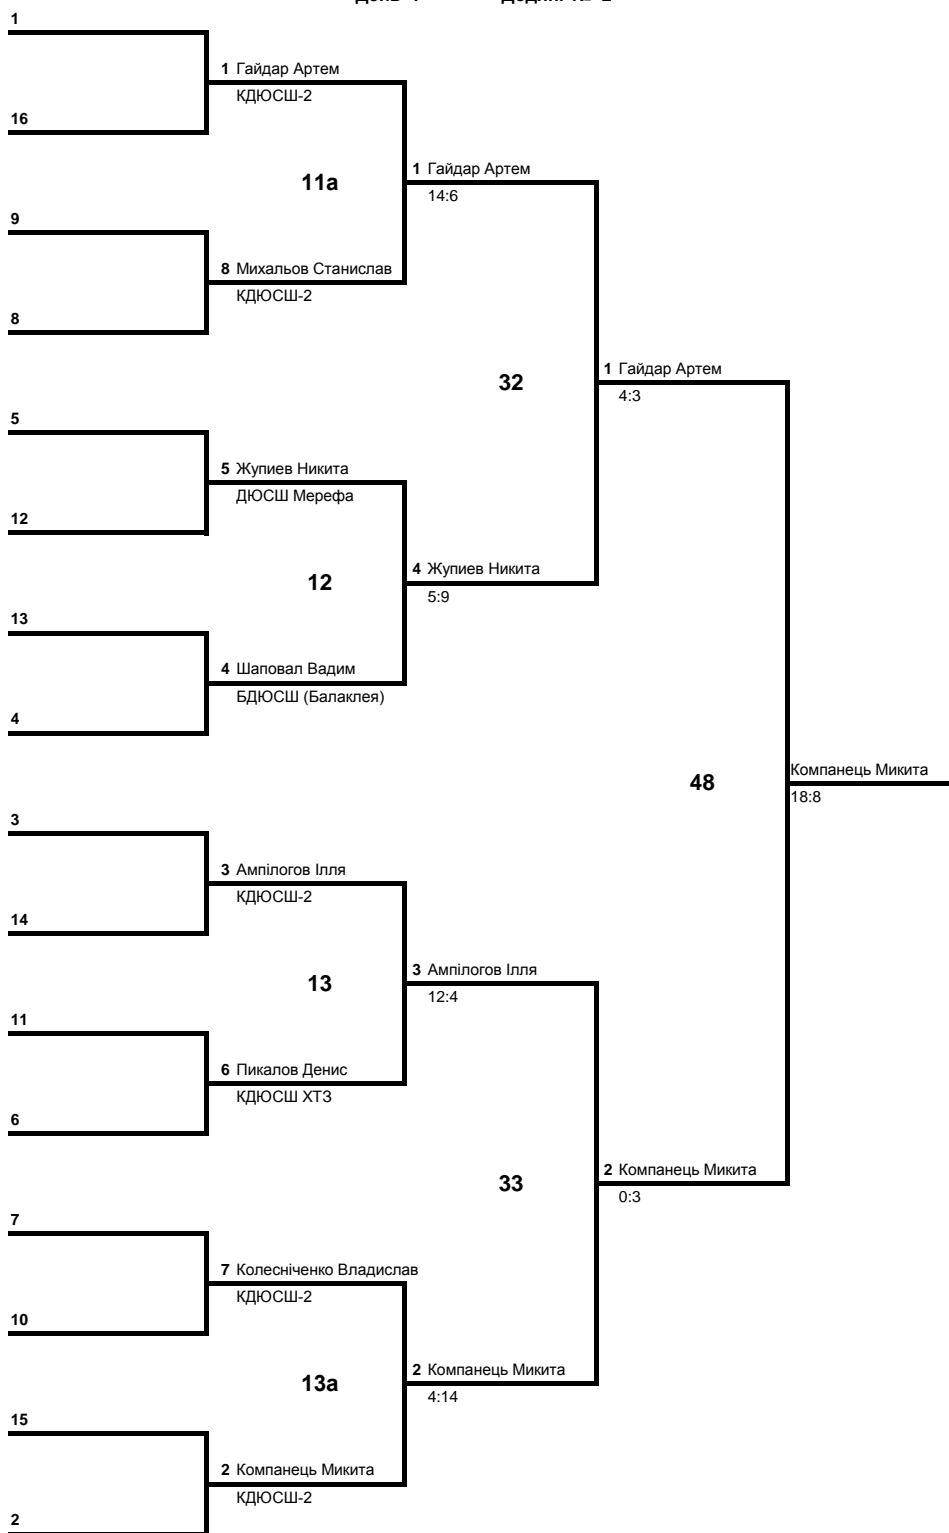 1
1 Гайдар Артем
КДЮСШ-2
16
11а
1 Гайдар Артем
14:6
9
8 Михальов Станислав
КДЮСШ-2
8
32
1 Гайдар Артем
4:3
5
5 Жупиев Никита
ДЮСШ Мерефа
12
12
4 Жупиев Никита
5:9
13
4 Шаповал Вадим
БДЮСШ (Балаклея)
4
48
Компанець Микита
18:8
3
3 Ампілогов Ілля
КДЮСШ-2
14
13
3 Ампілогов Ілля
12:4
11
6 Пикалов Денис
КДЮСШ ХТЗ
6
33
2 Компанець Микита
0:3
7
7 Колесніченко Владислав
КДЮСШ-2
10
13а
2 Компанець Микита
4:14
15
2 Компанець Микита
КДЮСШ-2
2